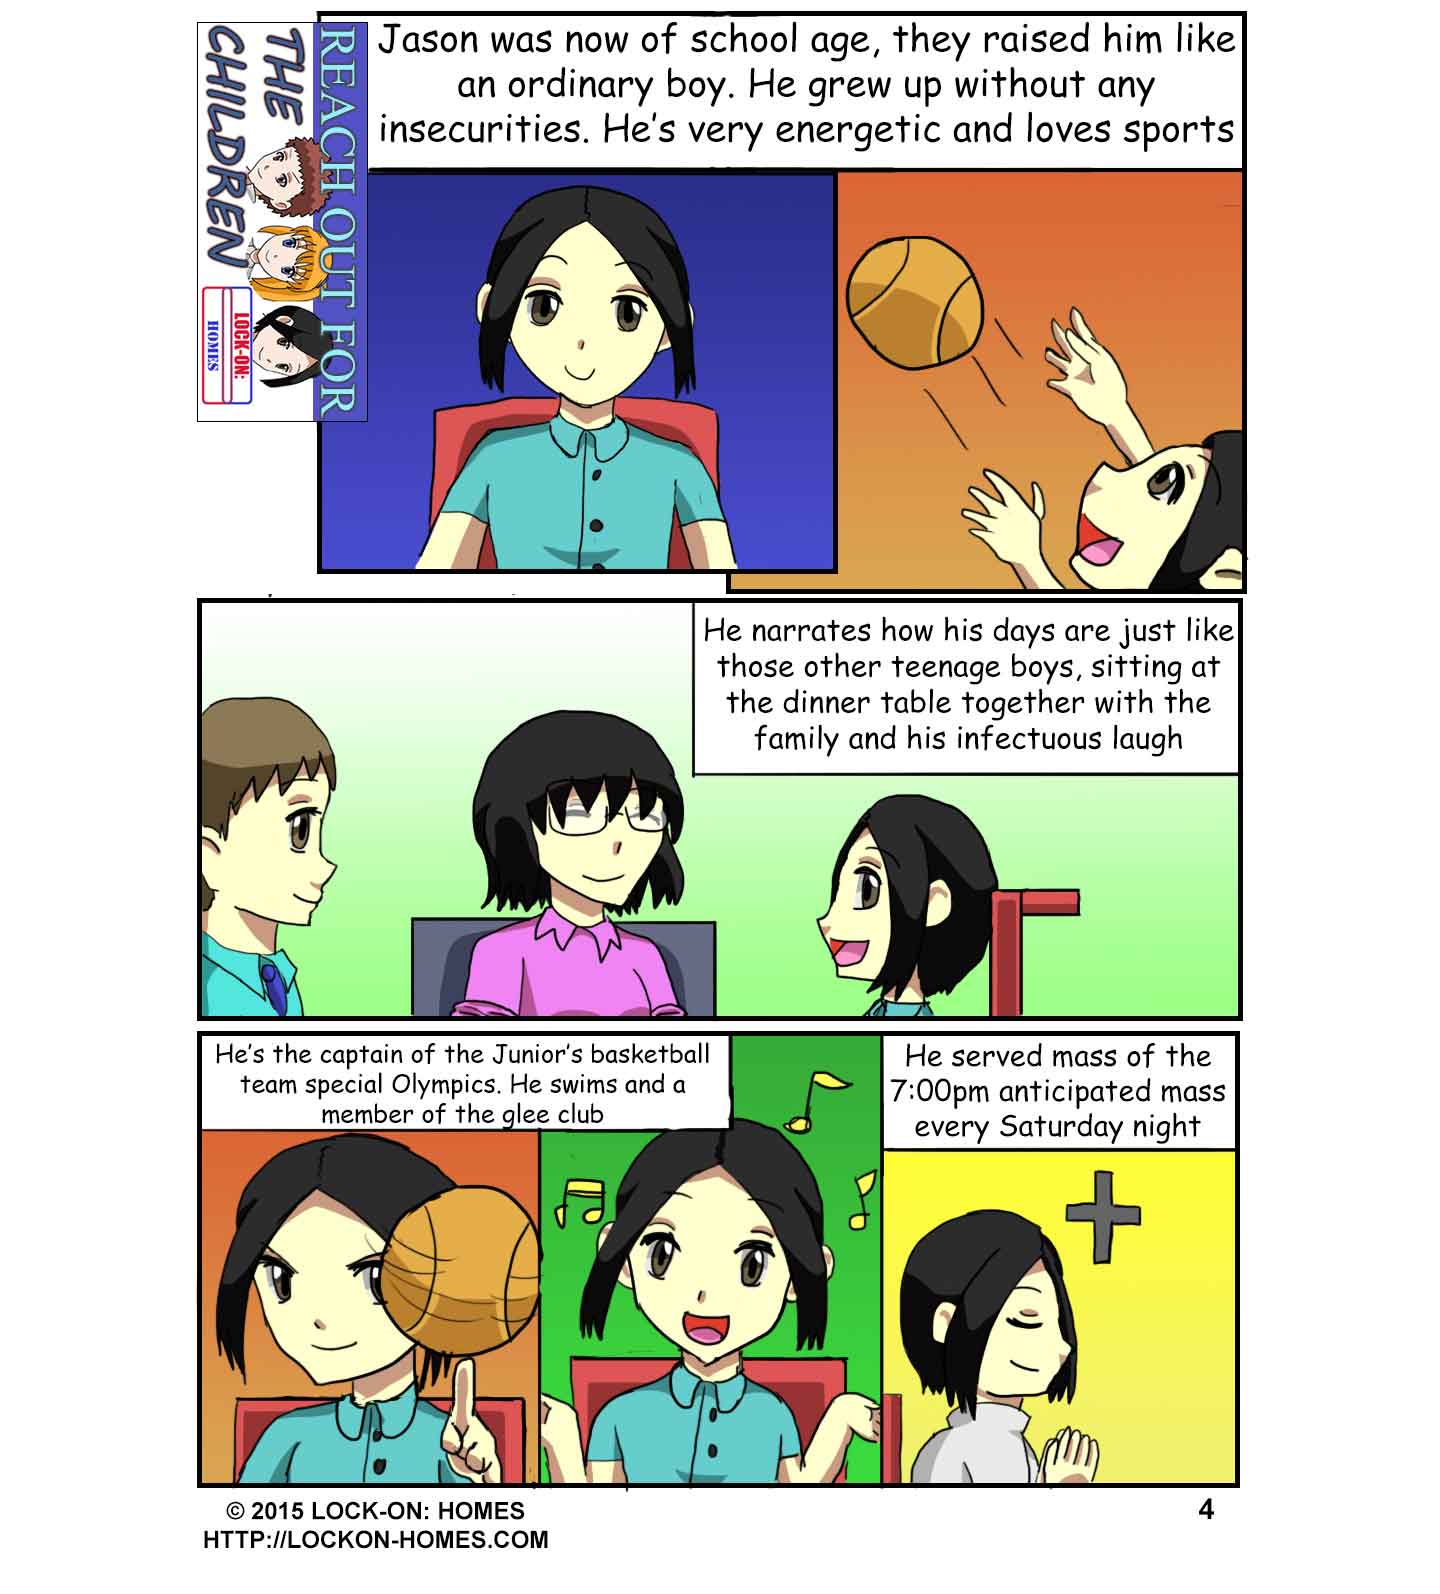 REACH OUT FOR
THE
CHILDREN
LOCK-ON:
HOMES
Jason was now of school age, they raised him like
an ordinary boy. He grew up without any
insecurities. He's very energetic and loves sports
He narrates how his days are just like
those other teenage boys, sitting at
the dinner table together with the
family and his infectuous laugh
He's the captain of the Junior's basketball
team special Olympics. He swims and a
member of the glee club
He served mass of the
7:00pm anticipated mass
every Saturday night
© 2015 LOCK-ON: HOMES
HTTP://LOCKON-HOMES.COM
4